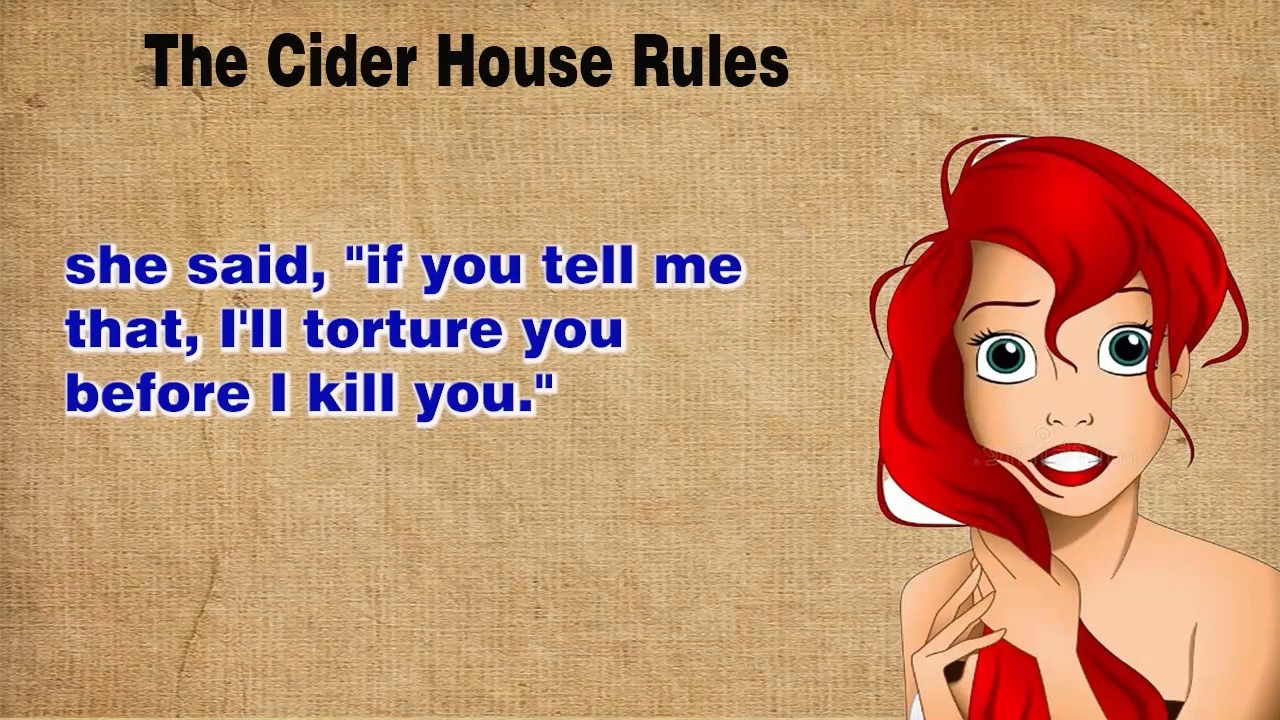 The Cider House Rules
she said, "if you tell me
that, I'll torture you
before I kill you."